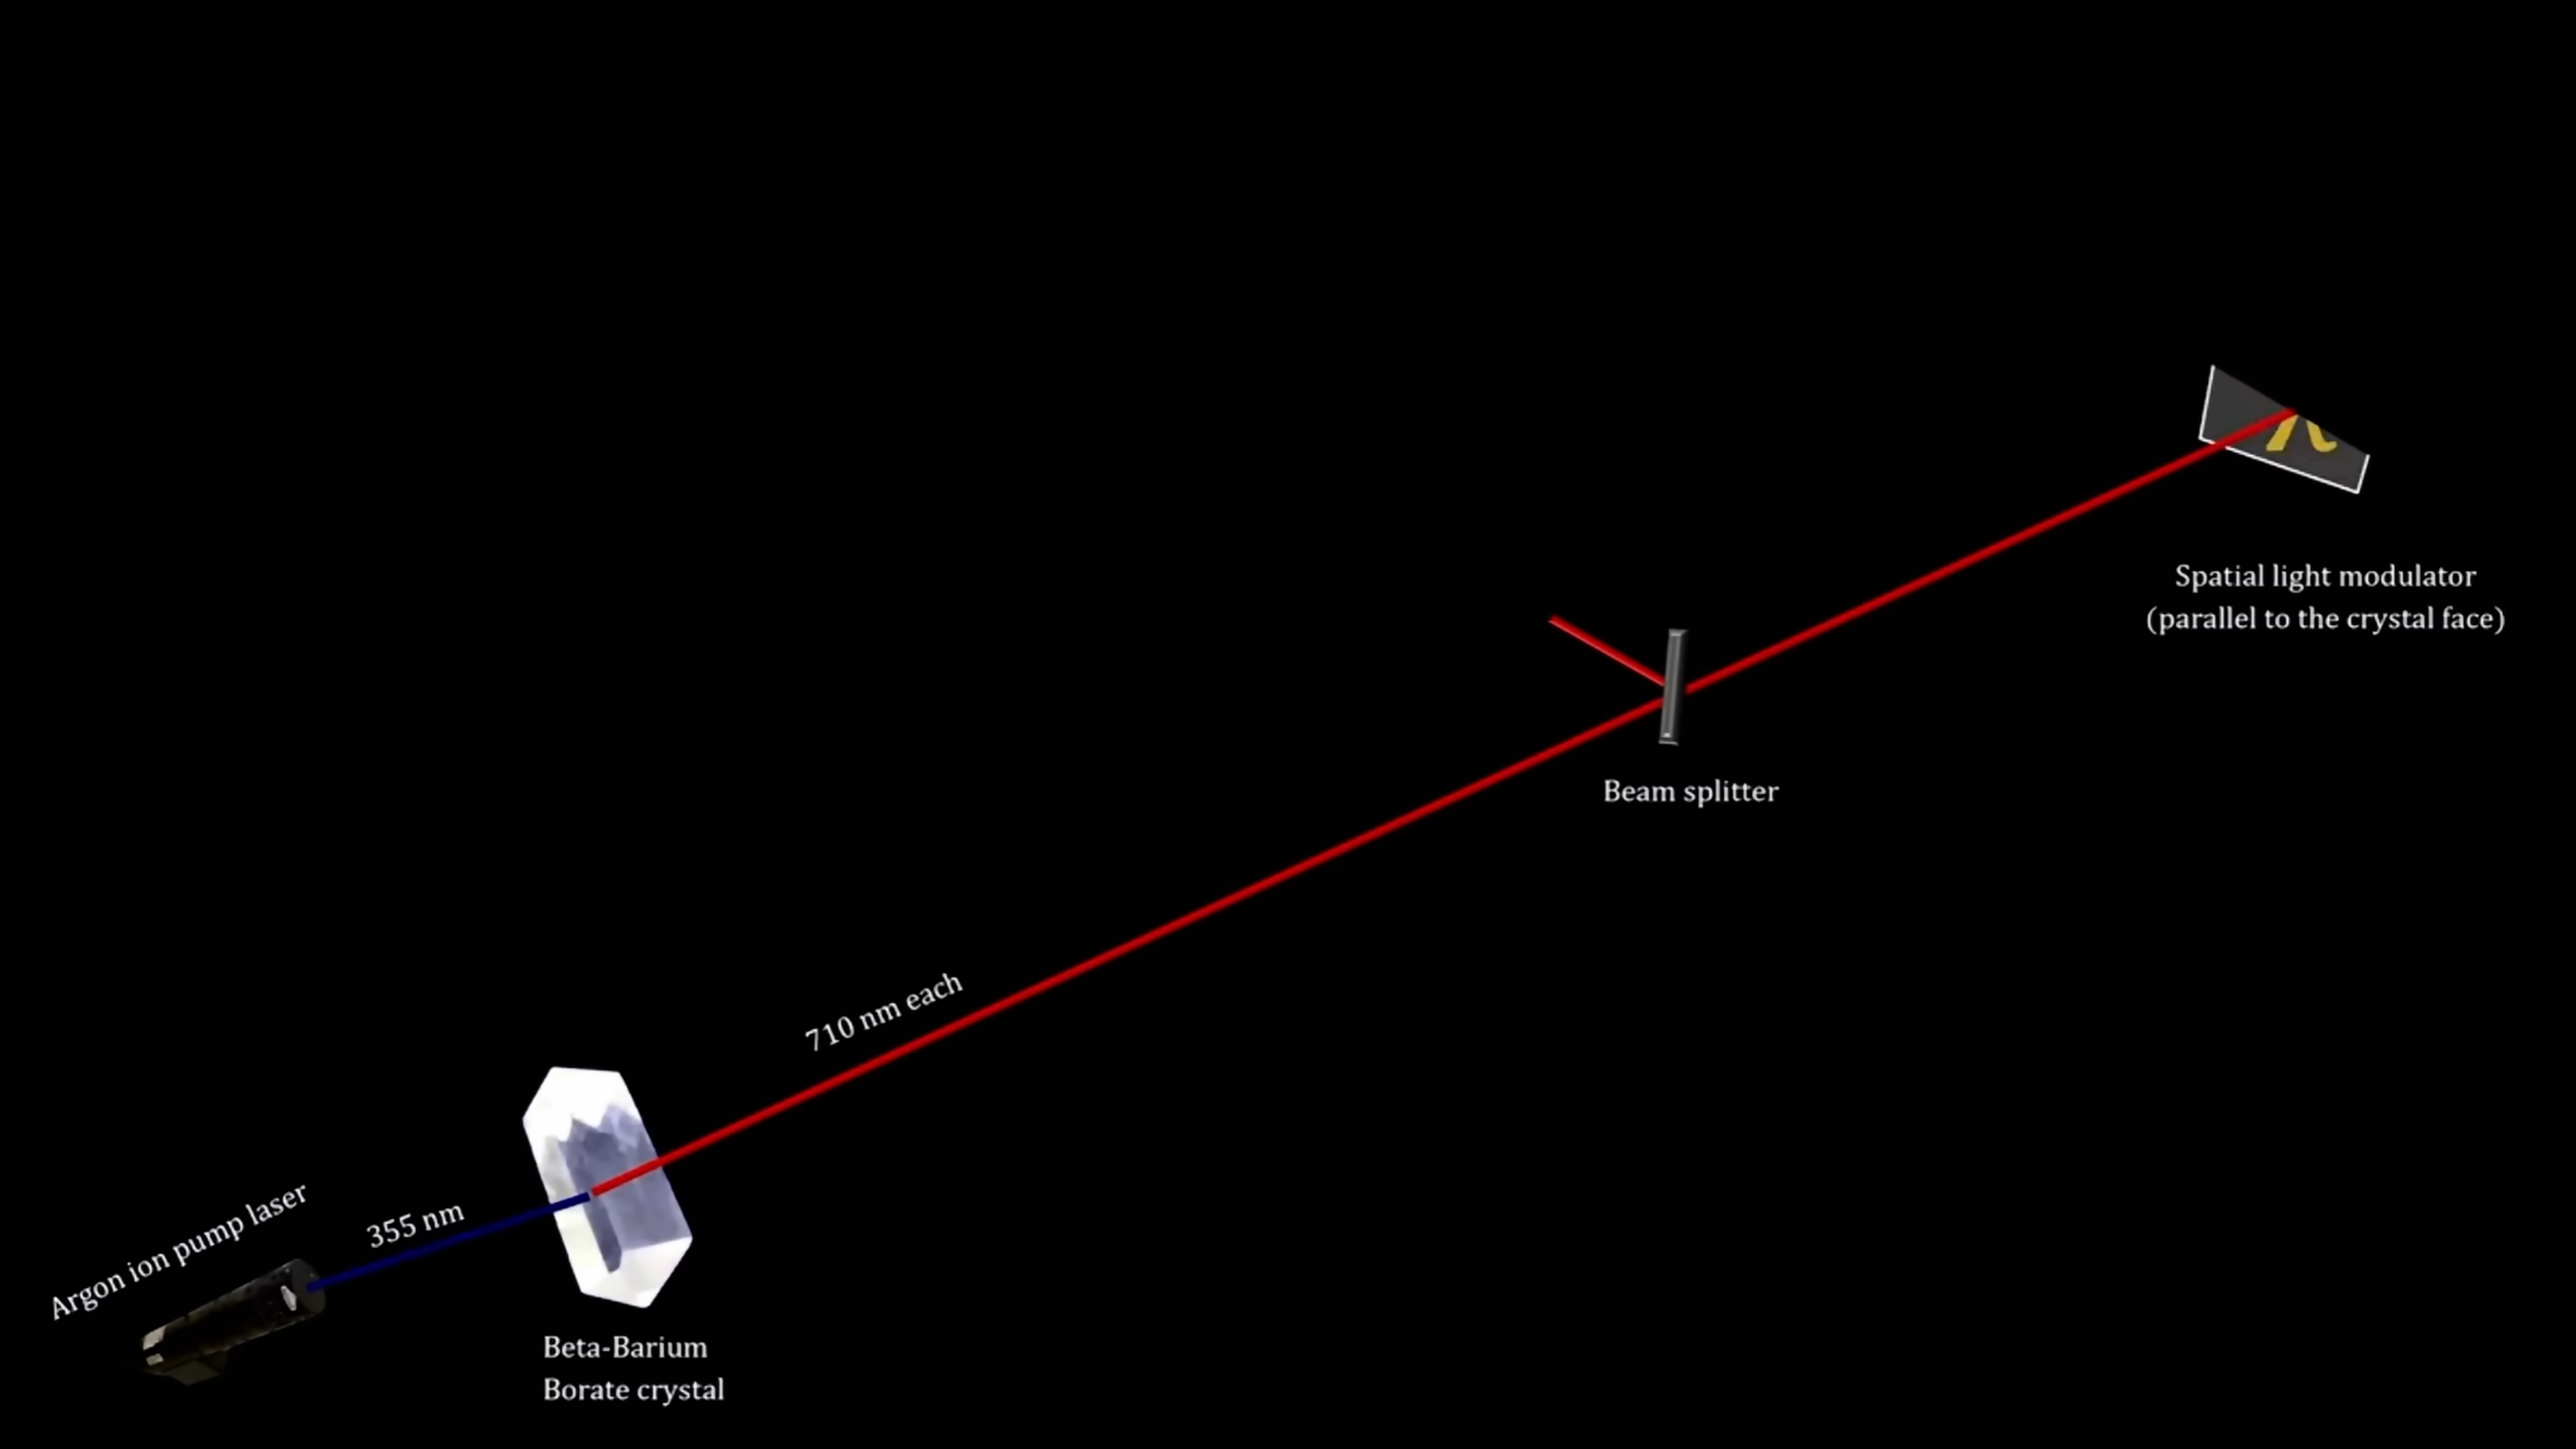 Spatial light modulator
(parallel to the crystal face)
Beam splitter
710 nm each
355 nm
Argon ion pump laser
Beta-Barium
Borate crystal